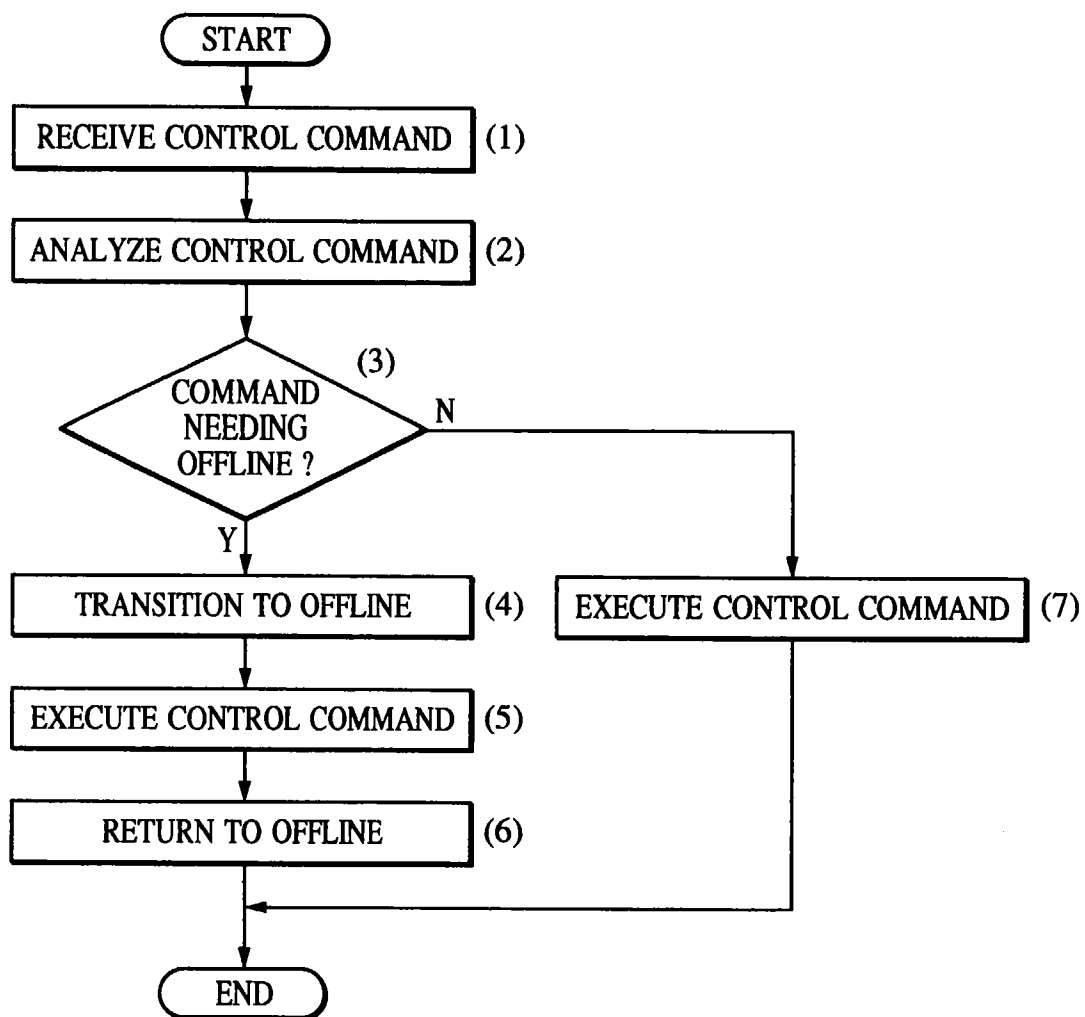 START
RECEIVE CONTROL COMMAND (1)
ANALYZE CONTROL COMMAND (2)
(3)
COMMAND
NEEDING
OFFLINE ?
N
Y
TRANSITION TO OFFLINE (4)
EXECUTE CONTROL COMMAND (7)
EXECUTE CONTROL COMMAND (5)
RETURN TO OFFLINE (6)
END